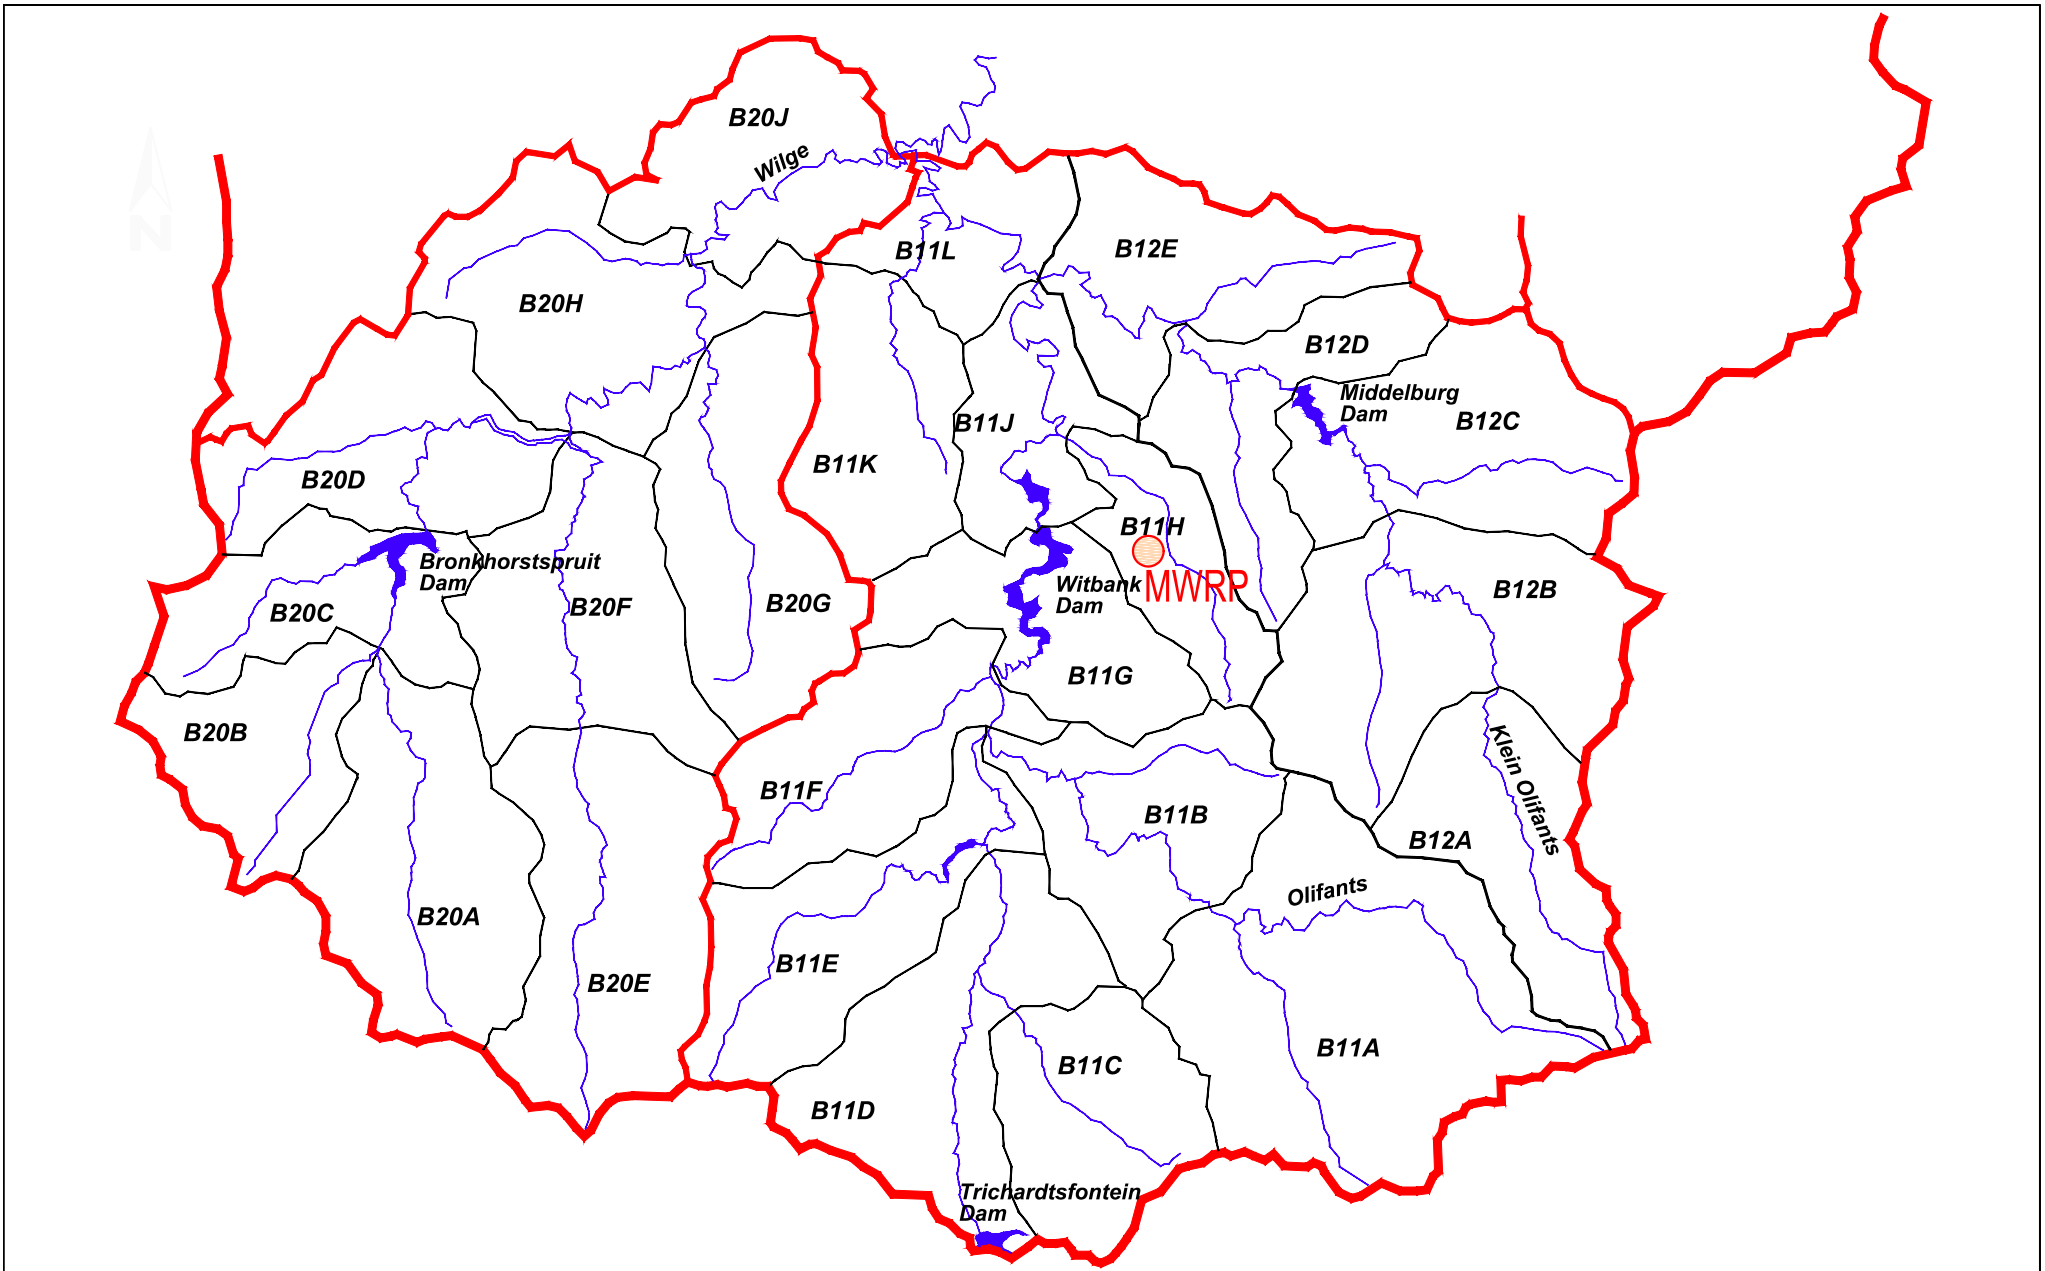 B20J
Wilge
B11L
B12E
B20H
B12D
Middelburg
Dam
B12C
B11J
B11K
B20D
B11H
Bronkhorstspruit
Dam
MWRP
Witbank
Dam
B12B
B20C
B20F
B20G
B11G
B20B
Klein Olifants
B11F
B11B
B12A
Olifants
B20A
B11E
B20E
B11A
B11C
B11D
Trichardtsfontein
Dam
N